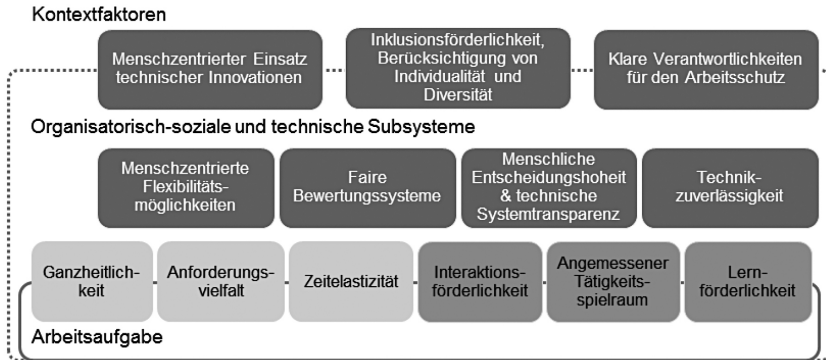 Kontextfaktoren
Menschzentrierter Einsatz
technischer Innovationen
Inklusionsförderlichkeit,
Berücksichtigung von
Individualität und
Diversität
Klare Verantwortlichkeiten
für den Arbeitsschutz
Organisatorisch-soziale und technische Subsysteme
Menschzentrierte
Flexibilitäts-
möglichkeiten
Faire
Bewertungssysteme
Menschliche
Entscheidungshoheit
& technische
Systemtransparenz
Technik-
zuverlässigkeit
Ganzheitlich-
keit
Anforderungs-
vielfalt
Zeitelastizität
Interaktions-
förderlichkeit
Angemessener
Tätigkeits-
spielraum
Lern-
förderlichkeit
Arbeitsaufgabe